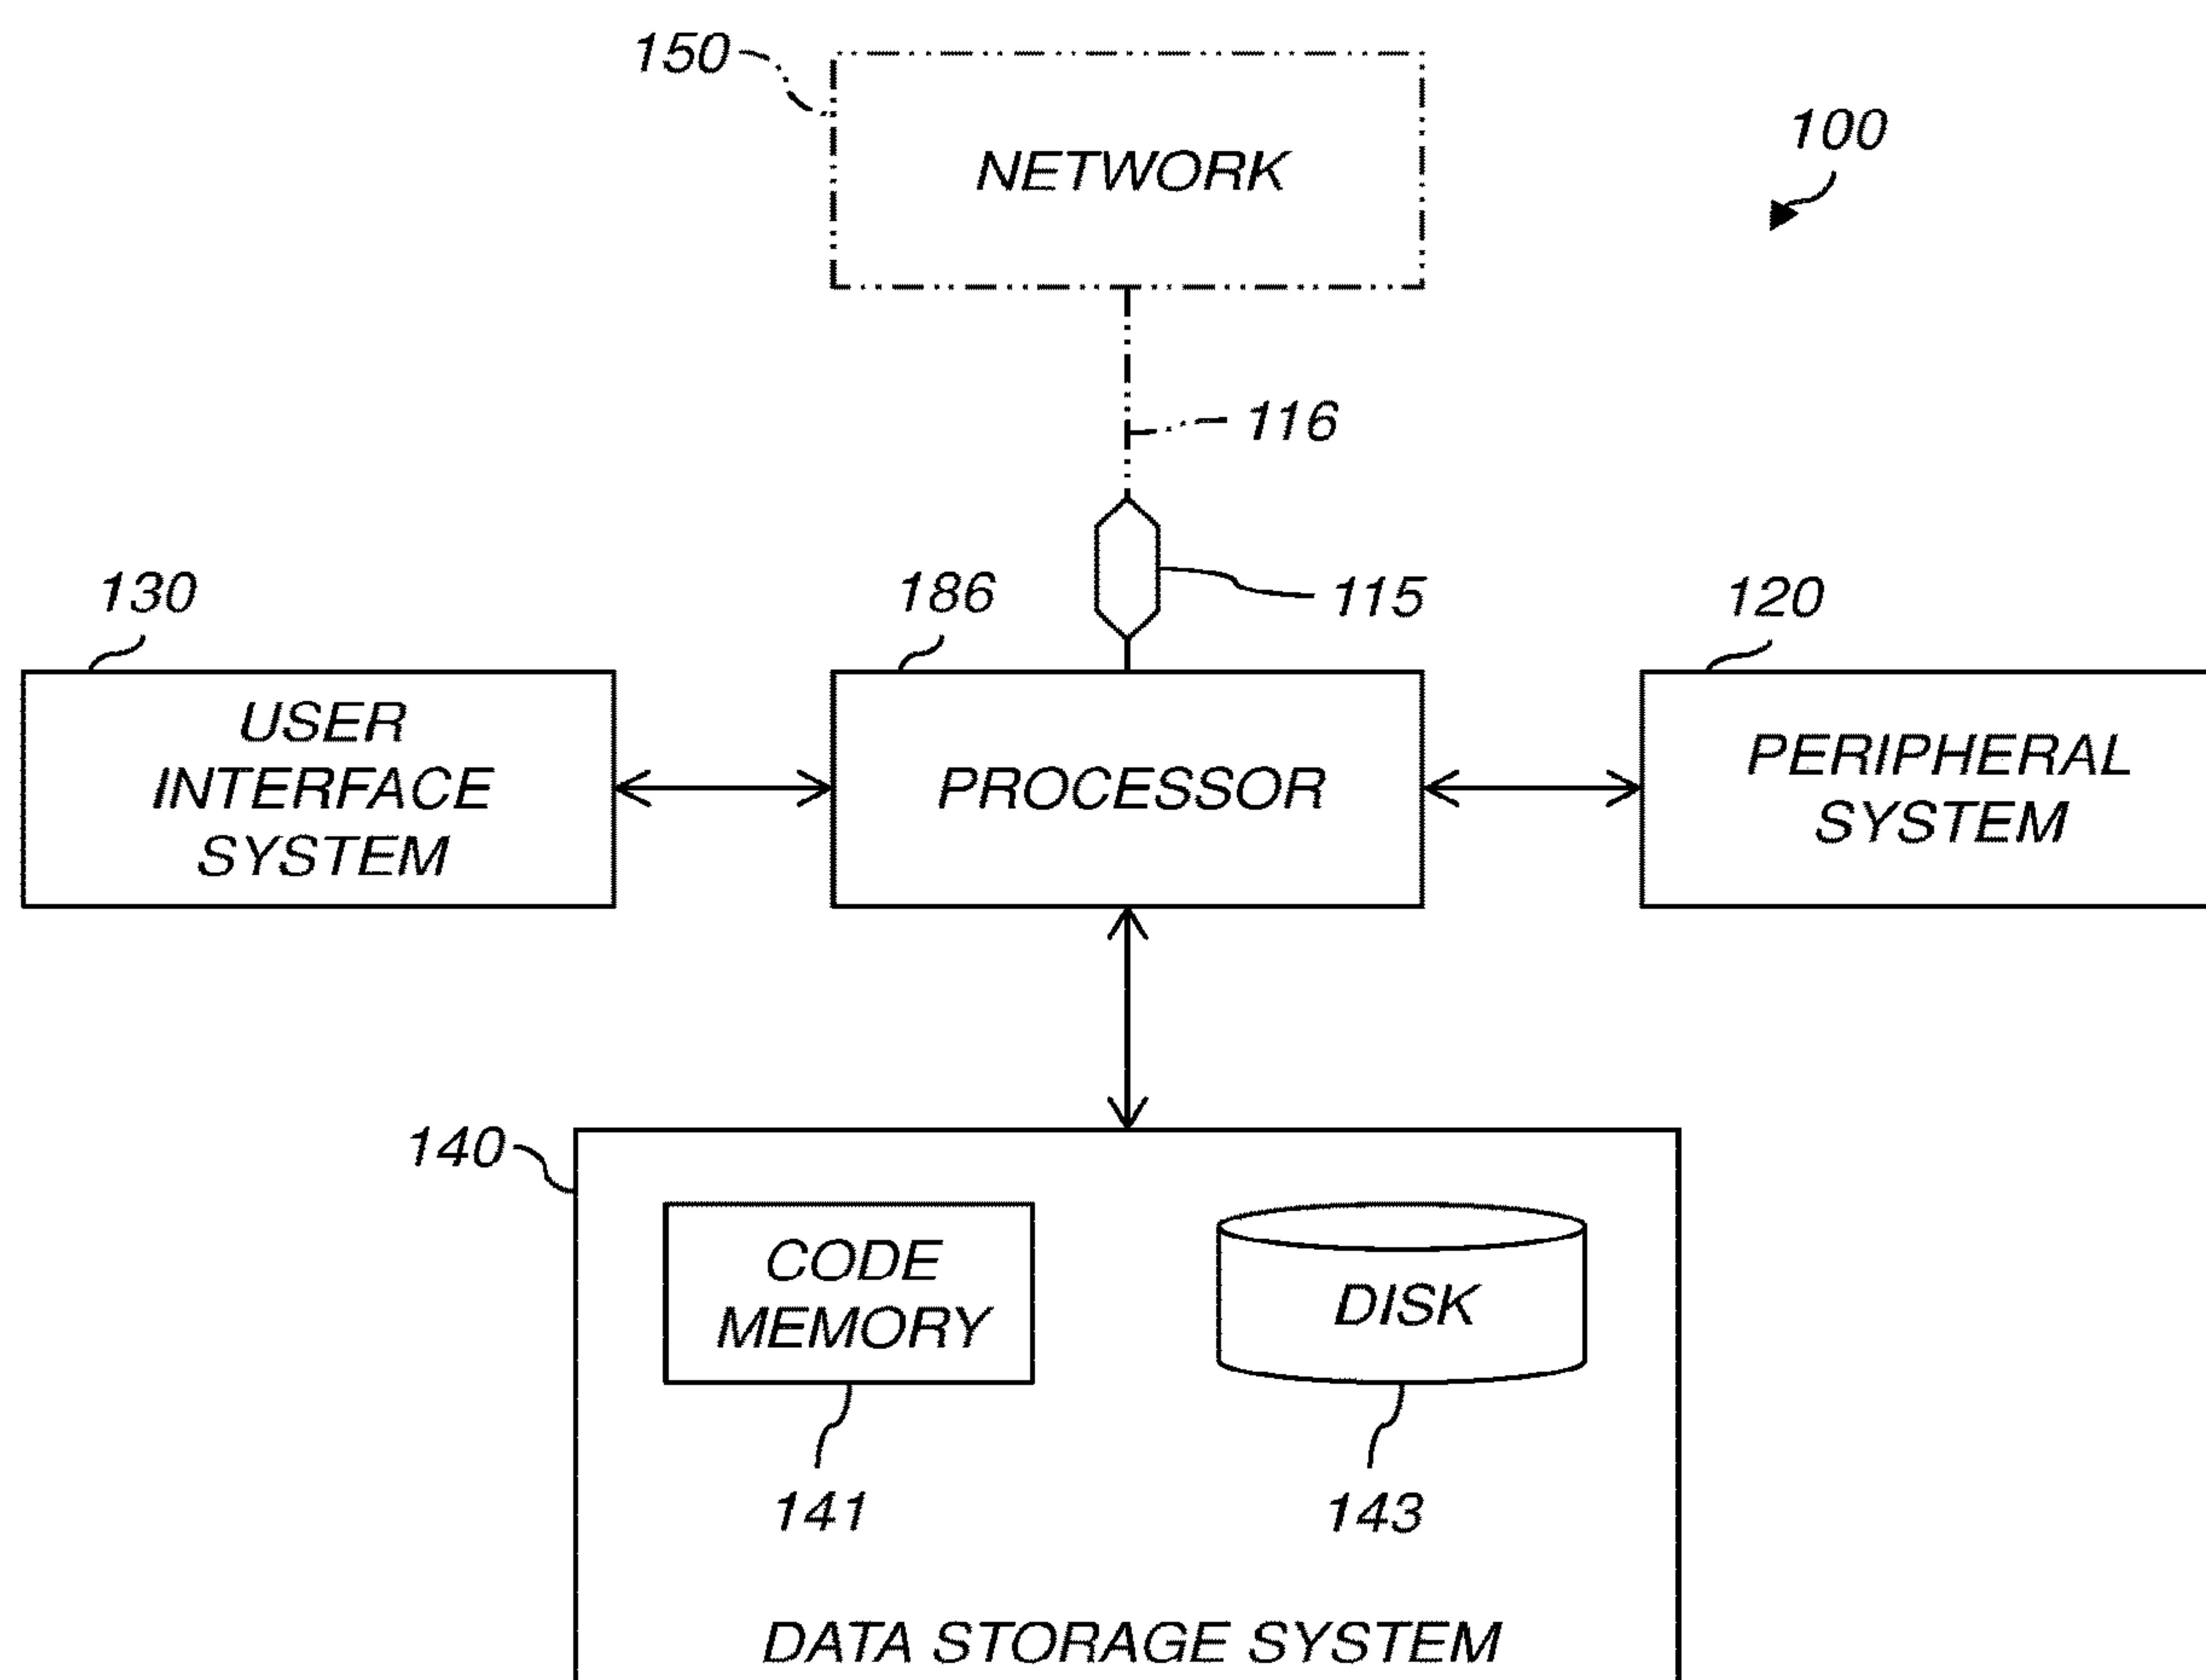 150
NETWORK
100
116
115
130
186
120
USER
INTERFACE
SYSTEM
PROCESSOR
PERIPHERAL
SYSTEM
140
CODE
MEMORY
DISK
141
143
DATA STORAGE SYSTEM